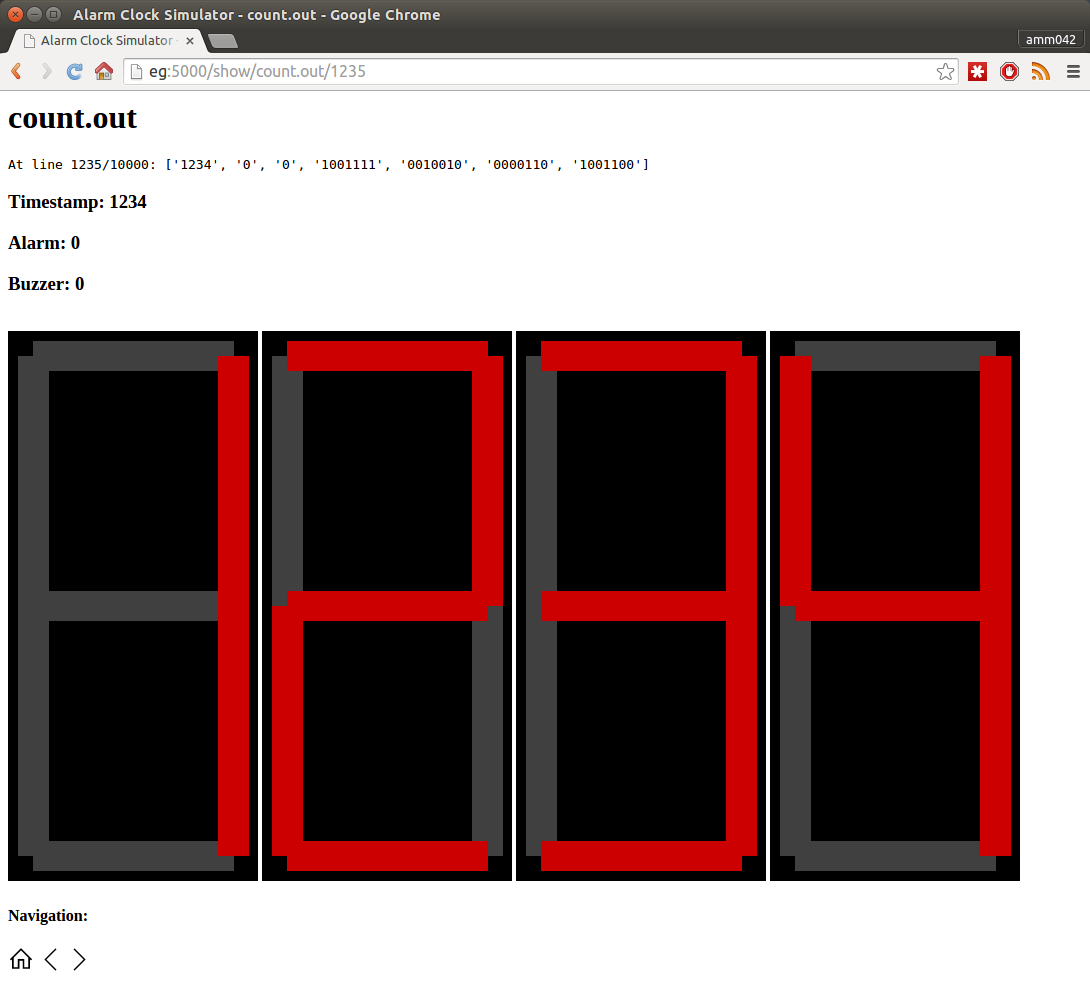 Alarm Clock Simulator - count.out - Google Chrome
Alarm Clock Simulator -
amm042
eg:5000/show/count.out/1235
count.out
At line 1235/10000: ['1234', '0', '0', '1001111', '0010010', '0000110', '1001100']
Timestamp: 1234
Alarm: 0
Buzzer: 0
1234
Navigation: